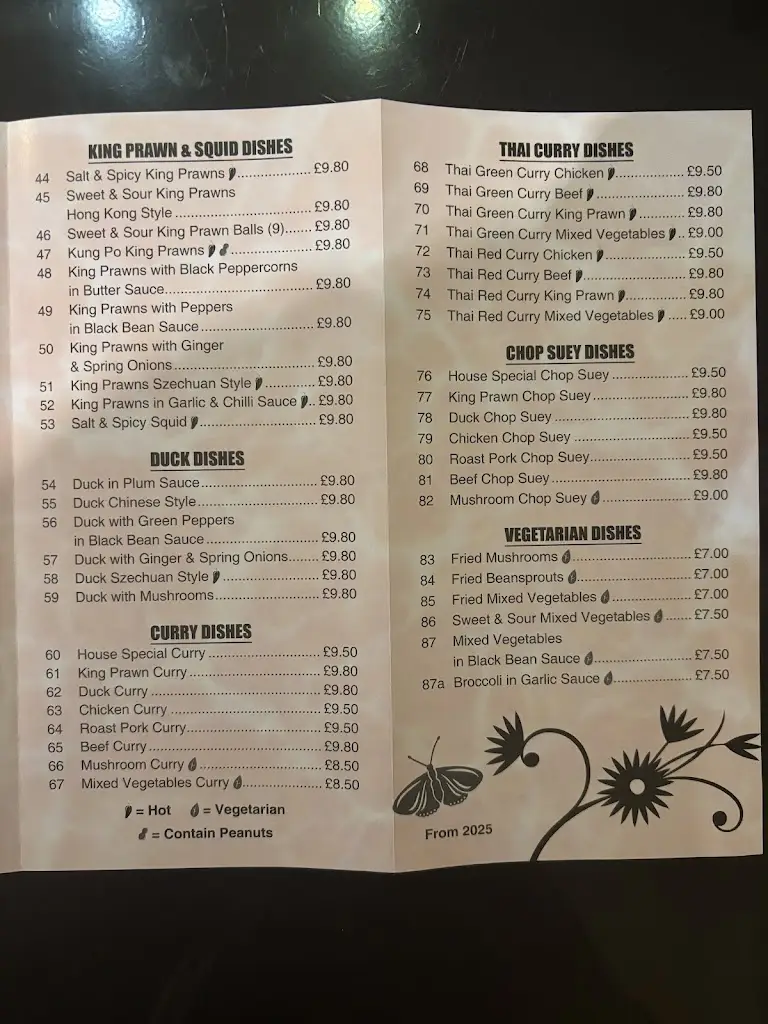 KING PRAWN & SQUID DISHES
44 Salt & Spicy King Prawns .................. £9.80
45 Sweet & Sour King Prawns
Hong Kong Style .................................. £9.80
46 Sweet & Sour King Prawn Balls (9)...... £9.80
47 Kung Po King Prawns ...................... £9.80
48 King Prawns with Black Peppercorns
in Butter Sauce.................................... £9.80
49 King Prawns with Peppers
in Black Bean Sauce............................ £9.80
50 King Prawns with Ginger
& Spring Onions.................................. £9.80
51 King Prawns Szechuan Style ............ £9.80
52 King Prawns in Garlic & Chilli Sauce .. £9.80
53 Salt & Spicy Squid ............................ £9.80
DUCK DISHES
54 Duck in Plum Sauce............................ £9.80
55 Duck Chinese Style............................. £9.80
56 Duck with Green Peppers
in Black Bean Sauce........................... £9.80
57 Duck with Ginger & Spring Onions....... £9.80
58 Duck Szechuan Style ....................... £9.80
59 Duck with Mushrooms......................... £9.80
CURRY DISHES
60 House Special Curry ........................... £9.50
61 King Prawn Curry ................................ £9.80
62 Duck Curry .......................................... £9.80
63 Chicken Curry ..................................... £9.50
64 Roast Pork Curry................................. £9.50
65 Beef Curry .......................................... £9.80
66 Mushroom Curry .............................. £8.50
67 Mixed Vegetables Curry ................... £8.50
= Hot = Vegetarian
= Contain Peanuts
THAI CURRY DISHES
68 Thai Green Curry Chicken ................. £9.50
69 Thai Green Curry Beef ...................... £9.80
70 Thai Green Curry King Prawn ............ £9.80
71 Thai Green Curry Mixed Vegetables .. £9.00
72 Thai Red Curry Chicken .................... £9.50
73 Thai Red Curry Beef ......................... £9.80
74 Thai Red Curry King Prawn ............... £9.80
75 Thai Red Curry Mixed Vegetables ..... £9.00
CHOP SUEY DISHES
76 House Special Chop Suey .................. £9.50
77 King Prawn Chop Suey....................... £9.80
78 Duck Chop Suey ................................. £9.80
79 Chicken Chop Suey ............................ £9.50
80 Roast Pork Chop Suey........................ £9.50
81 Beef Chop Suey.................................. £9.80
82 Mushroom Chop Suey ...................... £9.00
VEGETARIAN DISHES
83 Fried Mushrooms ............................. £7.00
84 Fried Beansprouts ............................ £7.00
85 Fried Mixed Vegetables .................... £7.00
86 Sweet & Sour Mixed Vegetables ...... £7.50
87 Mixed Vegetables
in Black Bean Sauce ........................ £7.50
87a Broccoli in Garlic Sauce ................... £7.50
From 2025